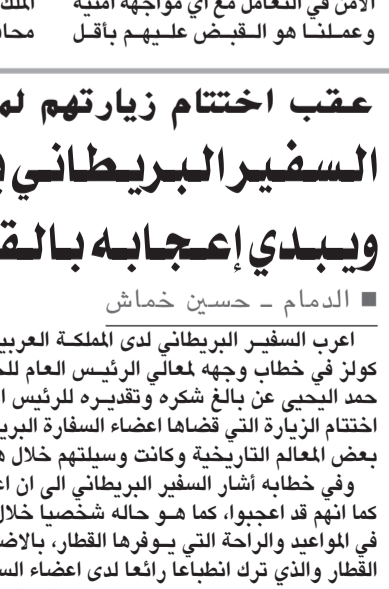 الأمن في التعامل مع أي مواجهة أمنية
وعملنا هو القبض عليهم بأقل
الملك
محا
عقب اختتام زيارتهم لم
السفير البريطاني
ويبدي إعجابه بالق
■ الدمام - حسين خماش
اعرب السفير البريطاني لدى المملكة العربي
كولز في خطاب وجهه لمعالي الرئيس العام لل
حمد اليحيى عن بالغ شكره وتقديره للرئيس ا
اختتام الزيارة التي قضاها اعضاء السفارة البري
بعض المعالم التاريخية وكانت وسيلتهم خلال ه
وفي خطابه أشار السفير البريطاني الى ان اع
كما انهم قد اعجبوا، كما هو حاله شخصيا خلال
في المواعيد والراحة التي يوفرها القطار، بالاض
القطار والذي ترك انطباعا رائعا لدى اعضاء الس